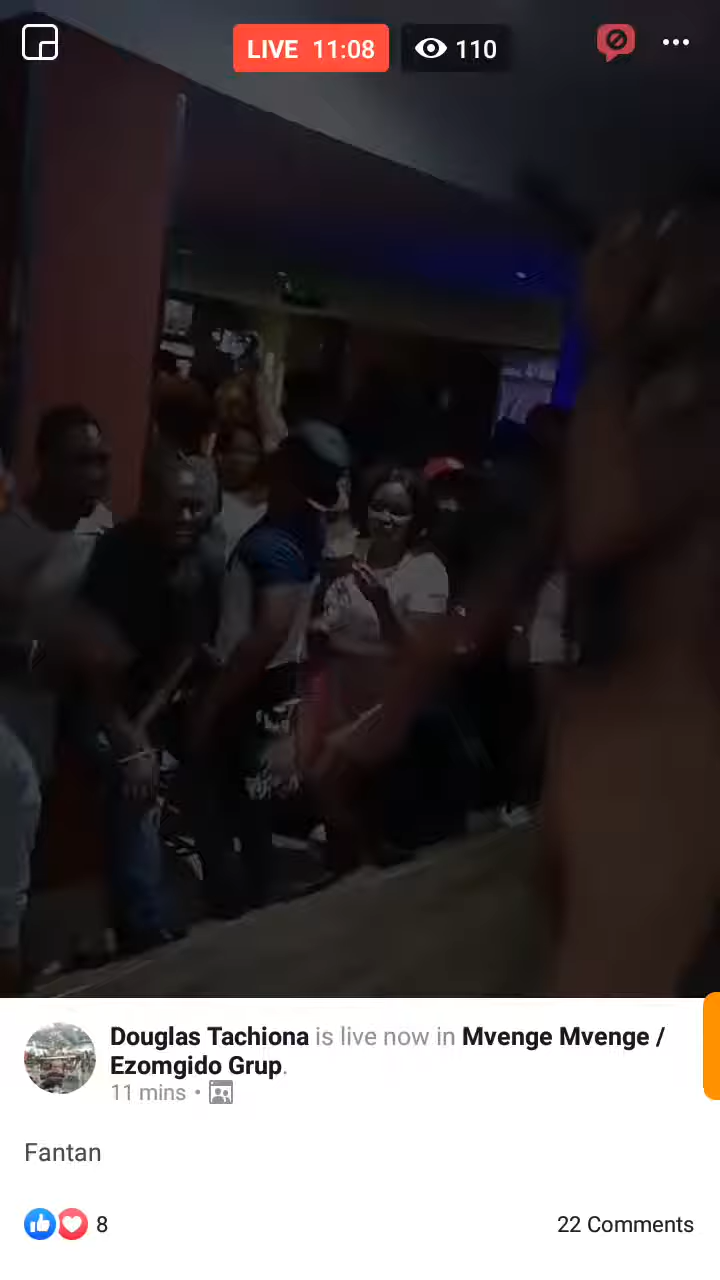 LIVE 11:08 110
Douglas Tachiona is live now in Mvenge Mvenge /
Ezomgido Grup.
11 mins •
Fantan
8 22 Comments